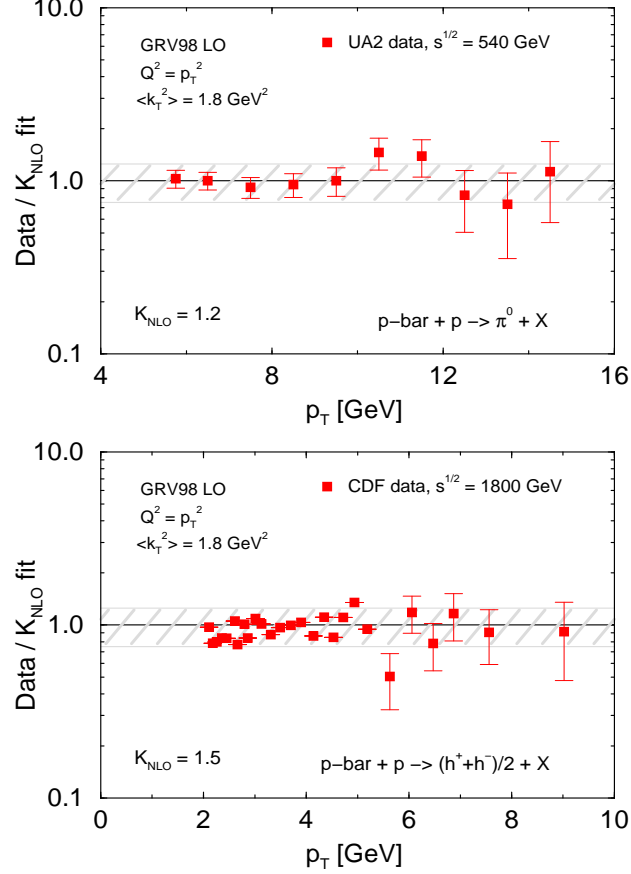 10.0
GRV98 LO
UA2 data, s^1/2 = 540 GeV
Q^2 = p_T^2
<k_T^2> = 1.8 GeV^2
Data / K_NLO fit
1.0
K_NLO = 1.2
p−bar + p −> π^0 + X
0.1
4 8 12 16
p_T [GeV]
10.0
GRV98 LO
CDF data, s^1/2 = 1800 GeV
Q^2 = p_T^2
<k_T^2> = 1.8 GeV^2
Data / K_NLO fit
1.0
K_NLO = 1.5
p−bar + p −> (h^+ +h^−)/2 + X
0.1
0 2 4 6 8 10
p_T [GeV]